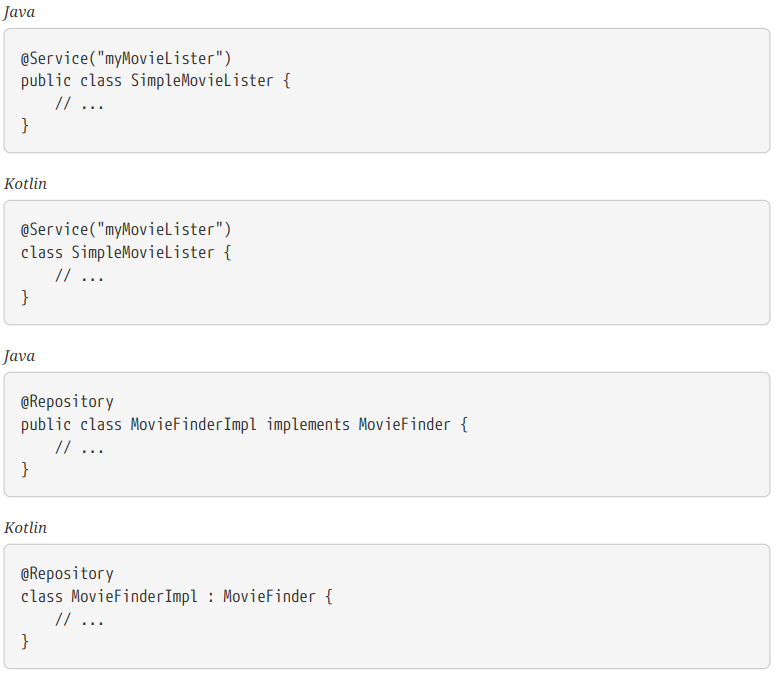 Java
@Service("myMovieLister")
public class SimpleMovieLister {
    // ...
}
Kotlin
@Service("myMovieLister")
class SimpleMovieLister {
    // ...
}
Java
@Repository
public class MovieFinderImpl implements MovieFinder {
    // ...
}
Kotlin
@Repository
class MovieFinderImpl : MovieFinder {
    // ...
}